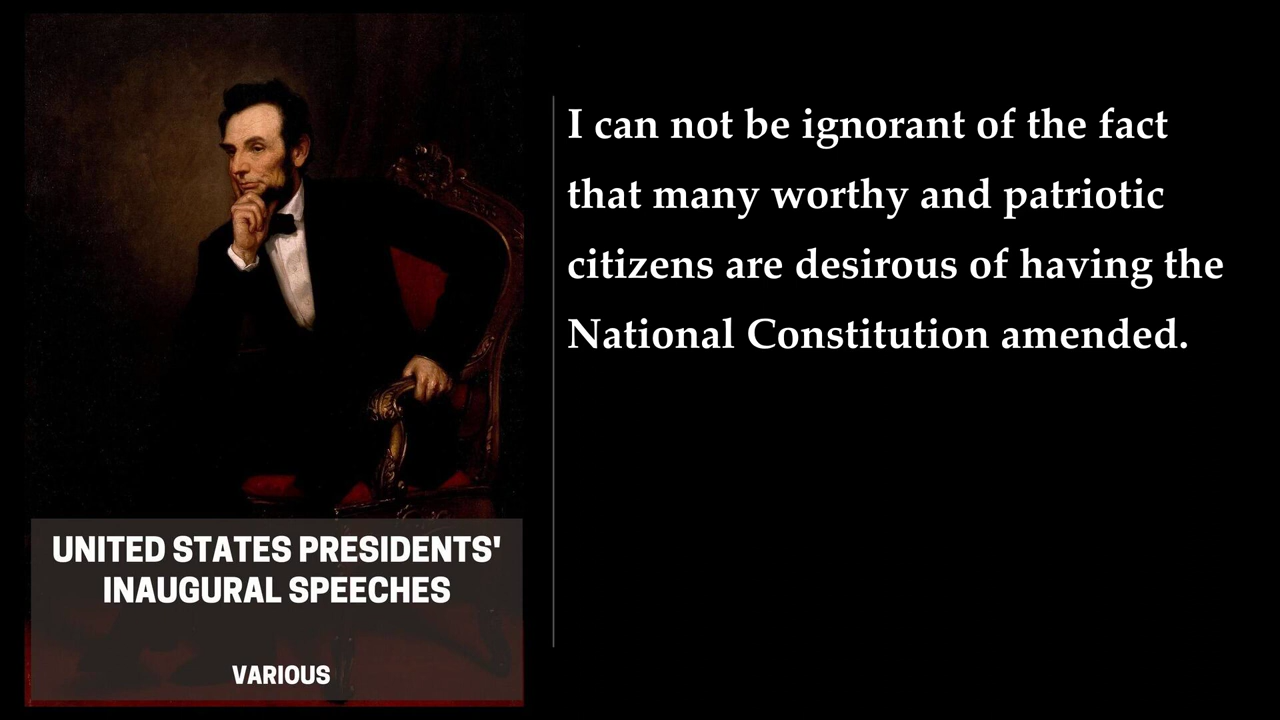 I can not be ignorant of the fact
that many worthy and patriotic
citizens are desirous of having the
National Constitution amended.
UNITED STATES PRESIDENTS'
INAUGURAL SPEECHES
VARIOUS